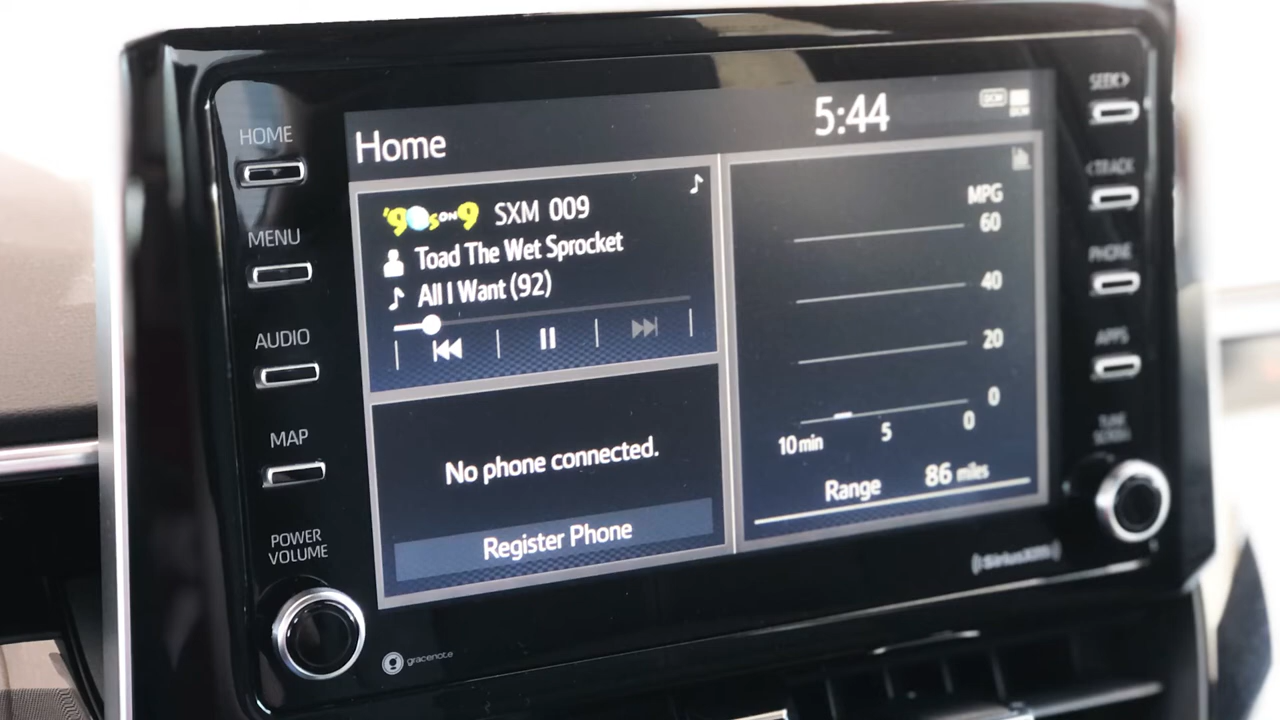 HOME
MENU
AUDIO
MAP
POWER
VOLUME
Home
5:44
DCM
'90s ON 9 SXM 009
Toad The Wet Sprocket
All I Want (92)
No phone connected.
Register Phone
MPG
60
40
20
0
10 min 5 0
Range 86 miles
SEEK>
<TRACK
PHONE
APPS
TUNE
SCROLL
gracenote
((SiriusXM))